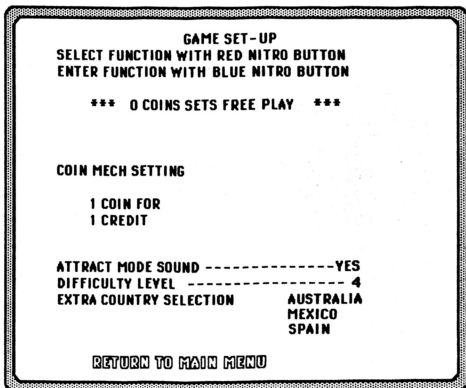 GAME SET-UP
SELECT FUNCTION WITH RED NITRO BUTTON
ENTER FUNCTION WITH BLUE NITRO BUTTON
*** 0 COINS SETS FREE PLAY ***
COIN MECH SETTING
1 COIN FOR
1 CREDIT
ATTRACT MODE SOUND ---------------YES
DIFFICULTY LEVEL ------------------ 4
EXTRA COUNTRY SELECTION AUSTRALIA
MEXICO
SPAIN
RETURN TO MAIN MENU